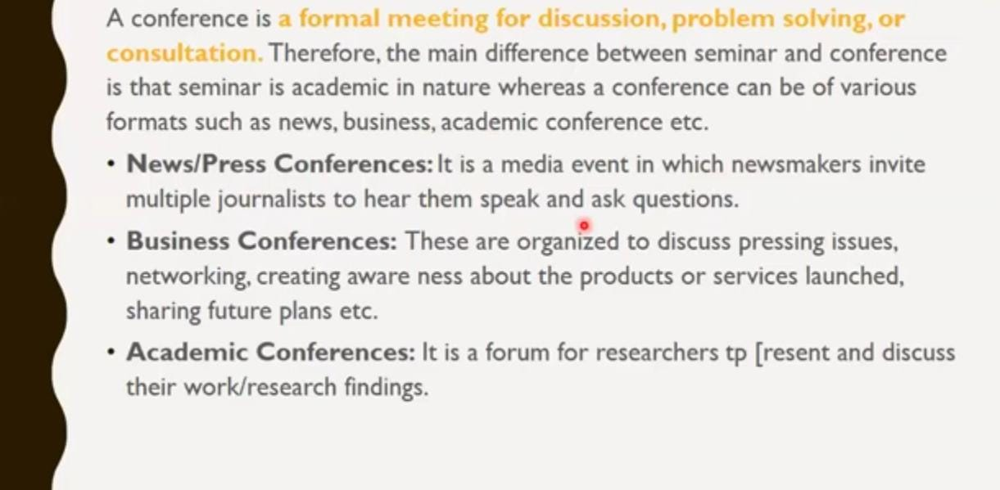 A conference is a formal meeting for discussion, problem solving, or
consultation. Therefore, the main difference between seminar and conference
is that seminar is academic in nature whereas a conference can be of various
formats such as news, business, academic conference etc.
• News/Press Conferences: It is a media event in which newsmakers invite
multiple journalists to hear them speak and ask questions.
• Business Conferences: These are organized to discuss pressing issues,
networking, creating aware ness about the products or services launched,
sharing future plans etc.
• Academic Conferences: It is a forum for researchers tp [resent and discuss
their work/research findings.